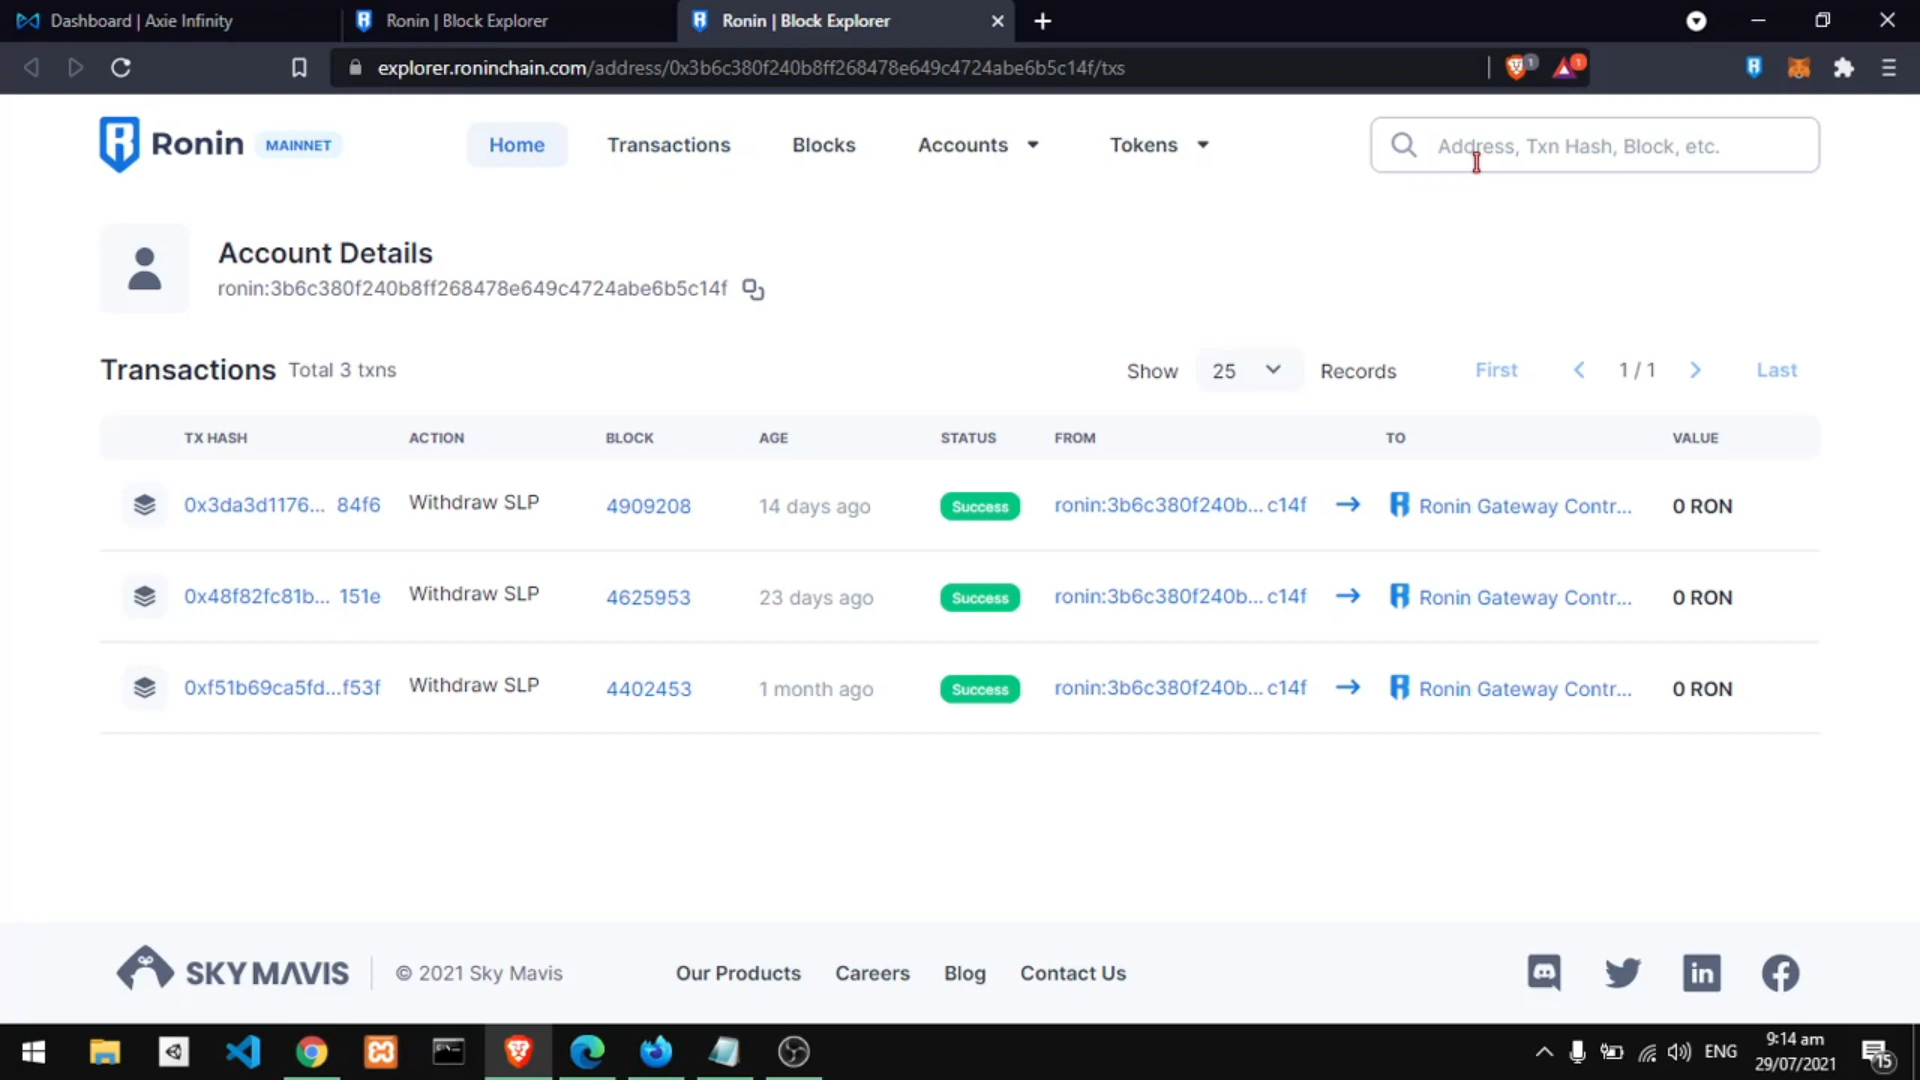 Dashboard | Axie Infinity
Ronin | Block Explorer
Ronin | Block Explorer
explorer.roninchain.com/address/0x3b6c380f240b8ff268478e649c4724abe6b5c14f/txs
1
1
Ronin MAINNET
Home
Transactions
Blocks
Accounts
Tokens
Address, Txn Hash, Block, etc.
Account Details
ronin:3b6c380f240b8ff268478e649c4724abe6b5c14f
Transactions Total 3 txns
Show 25 Records First 1 / 1 Last
TX HASH ACTION BLOCK AGE STATUS FROM TO VALUE
0x3da3d1176... 84f6 Withdraw SLP 4909208 14 days ago Success ronin:3b6c380f240b... c14f Ronin Gateway Contr... 0 RON
0x48f82fc81b... 151e Withdraw SLP 4625953 23 days ago Success ronin:3b6c380f240b... c14f Ronin Gateway Contr... 0 RON
0xf51b69ca5fd...f53f Withdraw SLP 4402453 1 month ago Success ronin:3b6c380f240b... c14f Ronin Gateway Contr... 0 RON
SKY MAVIS © 2021 Sky Mavis Our Products Careers Blog Contact Us
ENG
9:14 am
29/07/2021
15